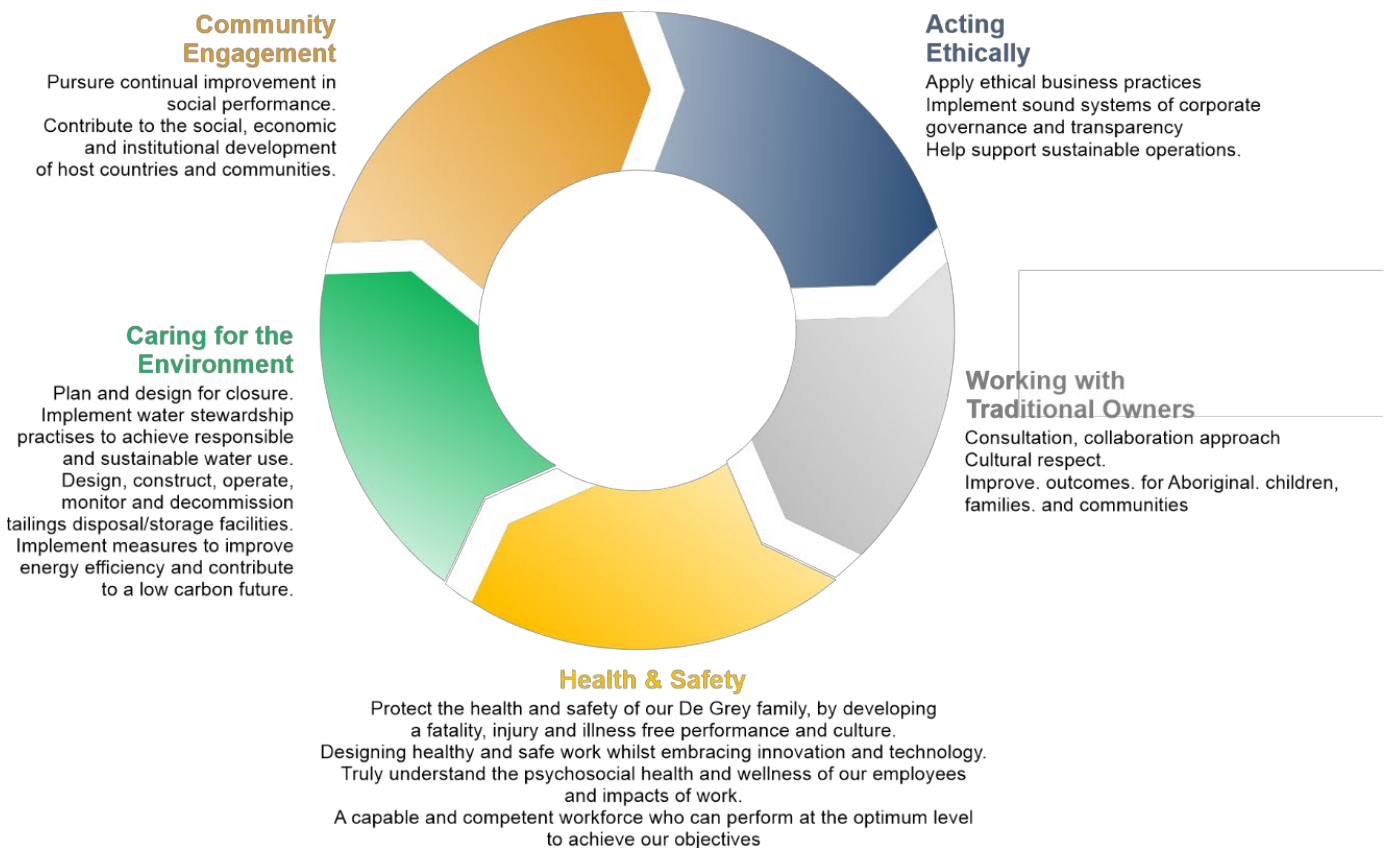 Community
Engagement
Pursure continual improvement in
social performance.
Contribute to the social, economic
and institutional development
of host countries and communities.
Acting
Ethically
Apply ethical business practices
Implement sound systems of corporate
governance and transparency
Help support sustainable operations.
Working with
Traditional Owners
Consultation, collaboration approach
Cultural respect.
Improve. outcomes. for Aboriginal. children,
families. and communities
Caring for the
Environment
Plan and design for closure.
Implement water stewardship
practises to achieve responsible
and sustainable water use.
Design, construct, operate,
monitor and decommission
tailings disposal/storage facilities.
Implement measures to improve
energy efficiency and contribute
to a low carbon future.
Health & Safety
Protect the health and safety of our De Grey family, by developing
a fatality, injury and illness free performance and culture.
Designing healthy and safe work whilst embracing innovation and technology.
Truly understand the psychosocial health and wellness of our employees
and impacts of work.
A capable and competent workforce who can perform at the optimum level
to achieve our objectives